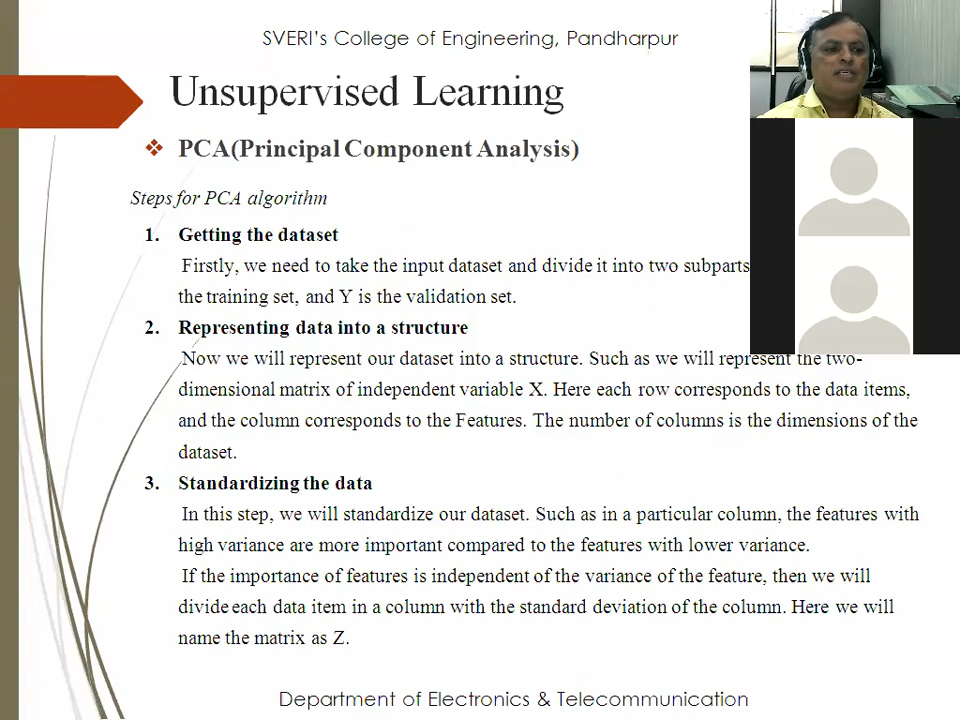 SVERI's College of Engineering, Pandharpur
Unsupervised Learning
❖ PCA(Principal Component Analysis)
Steps for PCA algorithm
1. Getting the dataset
Firstly, we need to take the input dataset and divide it into two subparts
the training set, and Y is the validation set.
2. Representing data into a structure
Now we will represent our dataset into a structure. Such as we will represent the two-
dimensional matrix of independent variable X. Here each row corresponds to the data items,
and the column corresponds to the Features. The number of columns is the dimensions of the
dataset.
3. Standardizing the data
In this step, we will standardize our dataset. Such as in a particular column, the features with
high variance are more important compared to the features with lower variance.
If the importance of features is independent of the variance of the feature, then we will
divide each data item in a column with the standard deviation of the column. Here we will
name the matrix as Z.
Department of Electronics & Telecommunication